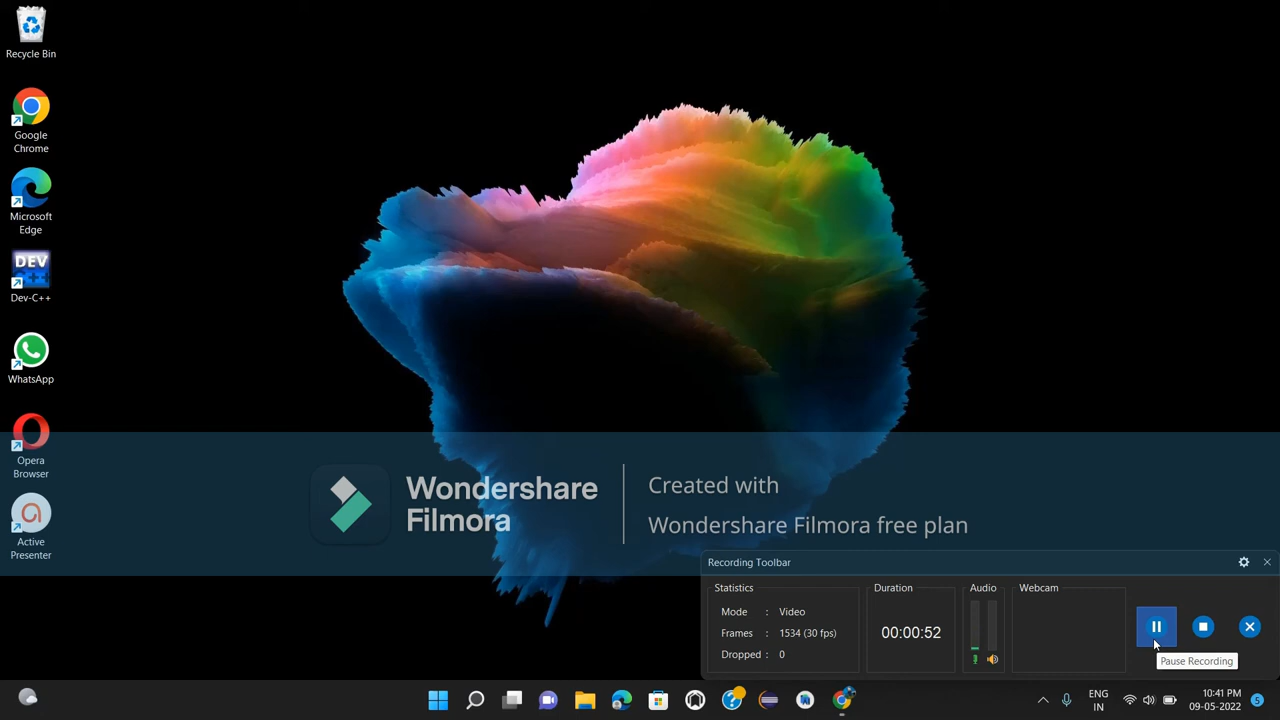 Recycle Bin
Google
Chrome
Microsoft
Edge
DEV
C++
Dev-C++
WhatsApp
Opera
Browser
Active
Presenter
Wondershare
Filmora
Created with
Wondershare Filmora free plan
Recording Toolbar
Statistics
Mode : Video
Frames : 1534 (30 fps)
Dropped : 0
Duration
00:00:52
Audio
Webcam
Pause Recording
ENG
IN
10:41 PM
09-05-2022
5